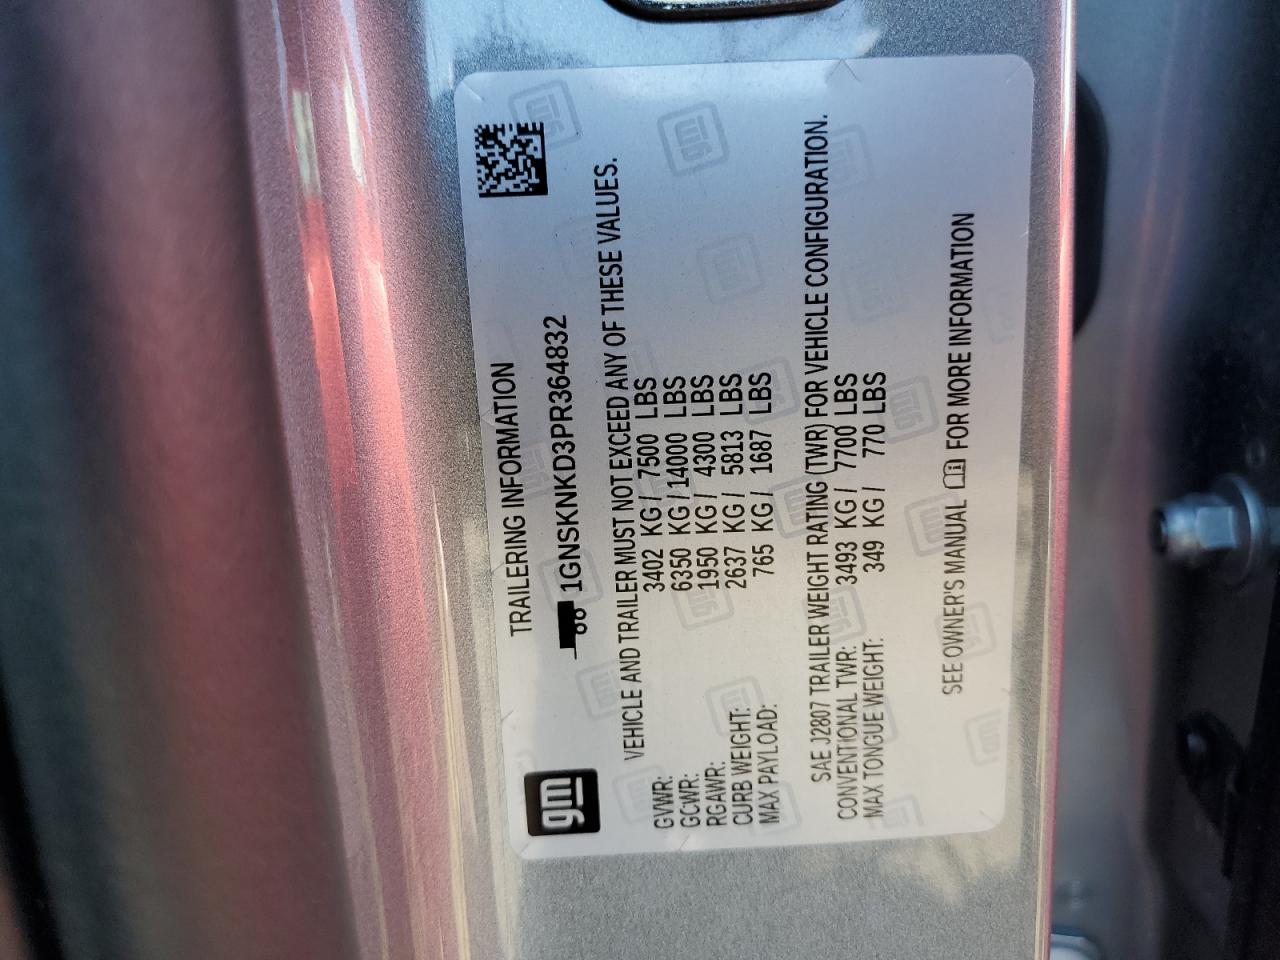 gm
TRAILERING INFORMATION
1GNSKNKD3PR364832
VEHICLE AND TRAILER MUST NOT EXCEED ANY OF THESE VALUES.
GVWR: 3402 KG / 7500 LBS
GCWR: 6350 KG / 14000 LBS
RGAWR: 1950 KG / 4300 LBS
CURB WEIGHT: 2637 KG / 5813 LBS
MAX PAYLOAD: 765 KG / 1687 LBS
SAE J2807 TRAILER WEIGHT RATING (TWR) FOR VEHICLE CONFIGURATION.
CONVENTIONAL TWR: 3493 KG / 7700 LBS
MAX TONGUE WEIGHT: 349 KG / 770 LBS
SEE OWNER'S MANUAL FOR MORE INFORMATION